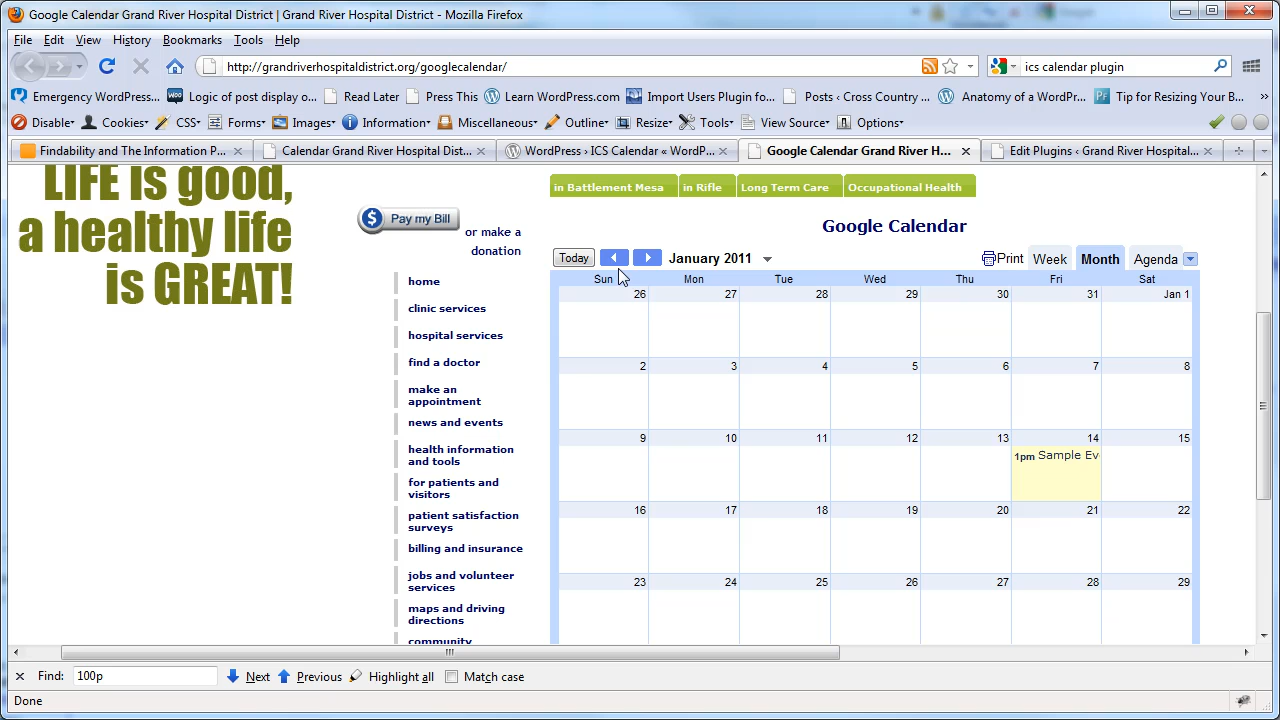 Google Calendar Grand River Hospital District | Grand River Hospital District - Mozilla Firefox
File Edit View History Bookmarks Tools Help
http://grandriverhospitaldistrict.org/googlecalendar/
ics calendar plugin
Emergency WordPress... Logic of post display o... Read Later Press This Learn WordPress.com Import Users Plugin fo... Posts ‹ Cross Country ... Anatomy of a WordPr... Tip for Resizing Your B... »
Disable▾ Cookies▾ CSS▾ Forms▾ Images▾ Information▾ Miscellaneous▾ Outline▾ Resize▾ Tools▾ View Source▾ Options▾
Findability and The Information P... Calendar Grand River Hospital Dist... WordPress › ICS Calendar « WordP... Google Calendar Grand River H... Edit Plugins ‹ Grand River Hospital...
LIFE is good,
a healthy life
is GREAT!
$ Pay my Bill
or make a
donation
home
clinic services
hospital services
find a doctor
make an
appointment
news and events
health information
and tools
for patients and
visitors
patient satisfaction
surveys
billing and insurance
jobs and volunteer
services
maps and driving
directions
community
in Battlement Mesa in Rifle Long Term Care Occupational Health
Google Calendar
Today January 2011 Print Week Month Agenda
Sun Mon Tue Wed Thu Fri Sat
26 27 28 29 30 31 Jan 1
2 3 4 5 6 7 8
9 10 11 12 13 14 15
1pm Sample Ev
16 17 18 19 20 21 22
23 24 25 26 27 28 29
Find: 100p Next Previous Highlight all Match case
Done